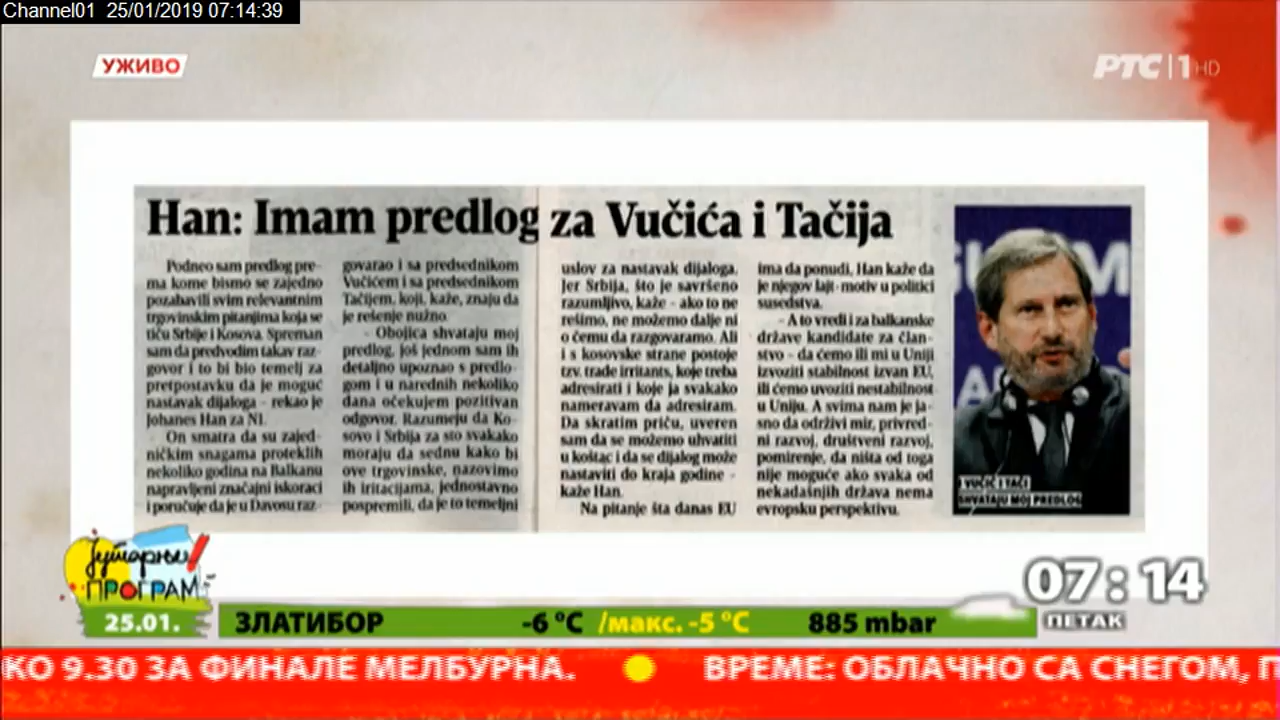 Channel01 25/01/2019 07:14:39
УЖИВО
РТС|1HD
Han: Imam predlog za Vučića i Tačija
Podneo sam predlog pre-
ma kome bismo se zajedno
pozabavili svim relevantnim
trgovinskim pitanjima koja se
tiču Srbije i Kosova. Spreman
sam da predvodim takav raz-
govor i to bi bio temelj za
pretpostavku da je moguć
nastavak dijaloga - rekao je
Johanes Han za N1.
On smatra da su zajed-
ničkim snagama proteklih
nekoliko godina na Balkanu
napravljeni značajni iskoraci
i poručuje da je u Davosu raz-
govarao i sa predsednikom
Vučićem i sa predsednikom
Tačijem, koji, kaže, znaju da
je rešenje nužno.
- Obojica shvataju moj
predlog, još jednom sam ih
detaljno upoznao s predlo-
gom i u narednih nekoliko
dana očekujem pozitivan
odgovor. Razumeju da Ko-
sovo i Srbija za sto svakako
moraju da sednu kako bi
ove trgovinske, nazovimo
ih iritacijama, jednostavno
pospremili, da je to temeljni
uslov za nastavak dijaloga.
Jer Srbija, što je savršeno
razumljivo, kaže - ako to ne
rešimo, ne možemo dalje ni
o čemu da razgovaramo. Ali
i s kosovske strane postoje
tzv. trade irritants, koje treba
adresirati i koje ja svakako
nameravam da adresiram.
Da skratim priču, uveren
sam da se možemo uhvatiti
u koštac i da se dijalog može
nastaviti do kraja godine -
kaže Han.
Na pitanje šta danas EU
ima da ponudi, Han kaže da
je njegov lajt-motiv u politici
susedstva.
- A to vredi i za balkanske
države kandidate za član-
stvo - da ćemo ili mi u Uniji
izvoziti stabilnost izvan EU,
ili ćemo uvoziti nestabilnost
u Uniju. A svima nam je ja-
sno da održivi mir, privred-
ni razvoj, društveni razvoj,
pomirenje, da ništa od toga
nije moguće ako svaka od
nekadašnjih država nema
evropsku perspektivu.
I VUČIĆ I TAČI
SHVATAJU MOJ PREDLOG
Јутарњи
ПРОГРАМ
25.01.
ЗЛАТИБОР -6 °C /макс. -5 °C 885 mbar
07:14
ПЕТАК
КО 9.30 ЗА ФИНАЛЕ МЕЛБУРНА. ВРЕМЕ: ОБЛАЧНО СА СНЕГОМ, П